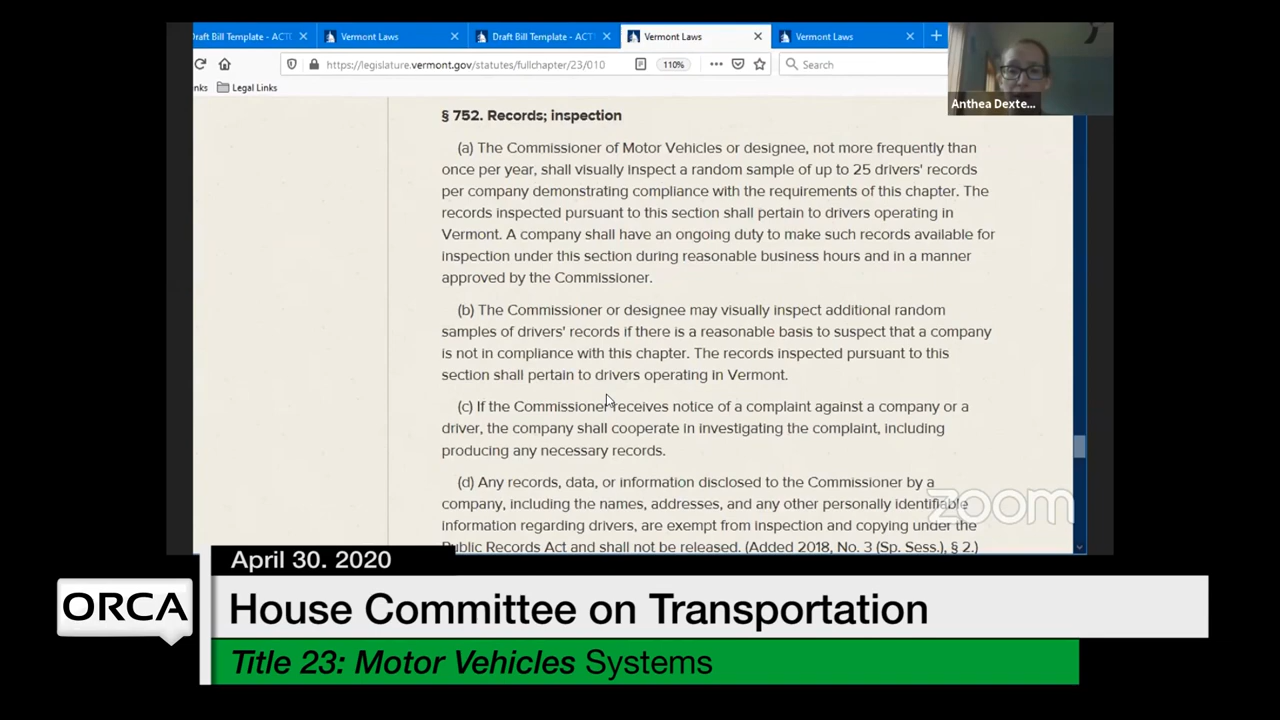 raft Bill Template - ACT
Vermont Laws
Draft Bill Template - ACT
Vermont Laws
Vermont Laws
https://legislature.vermont.gov/statutes/fullchapter/23/010
110%
Search
nks
Legal Links
Anthea Dexte...
§ 752. Records; inspection
(a) The Commissioner of Motor Vehicles or designee, not more frequently than
once per year, shall visually inspect a random sample of up to 25 drivers' records
per company demonstrating compliance with the requirements of this chapter. The
records inspected pursuant to this section shall pertain to drivers operating in
Vermont. A company shall have an ongoing duty to make such records available for
inspection under this section during reasonable business hours and in a manner
approved by the Commissioner.
(b) The Commissioner or designee may visually inspect additional random
samples of drivers' records if there is a reasonable basis to suspect that a company
is not in compliance with this chapter. The records inspected pursuant to this
section shall pertain to drivers operating in Vermont.
(c) If the Commissioner receives notice of a complaint against a company or a
driver, the company shall cooperate in investigating the complaint, including
producing any necessary records.
(d) Any records, data, or information disclosed to the Commissioner by a
company, including the names, addresses, and any other personally identifiable
information regarding drivers, are exempt from inspection and copying under the
Public Records Act and shall not be released. (Added 2018, No. 3 (Sp. Sess.), § 2.)
zoom
April 30. 2020
ORCA
House Committee on Transportation
Title 23: Motor Vehicles Systems